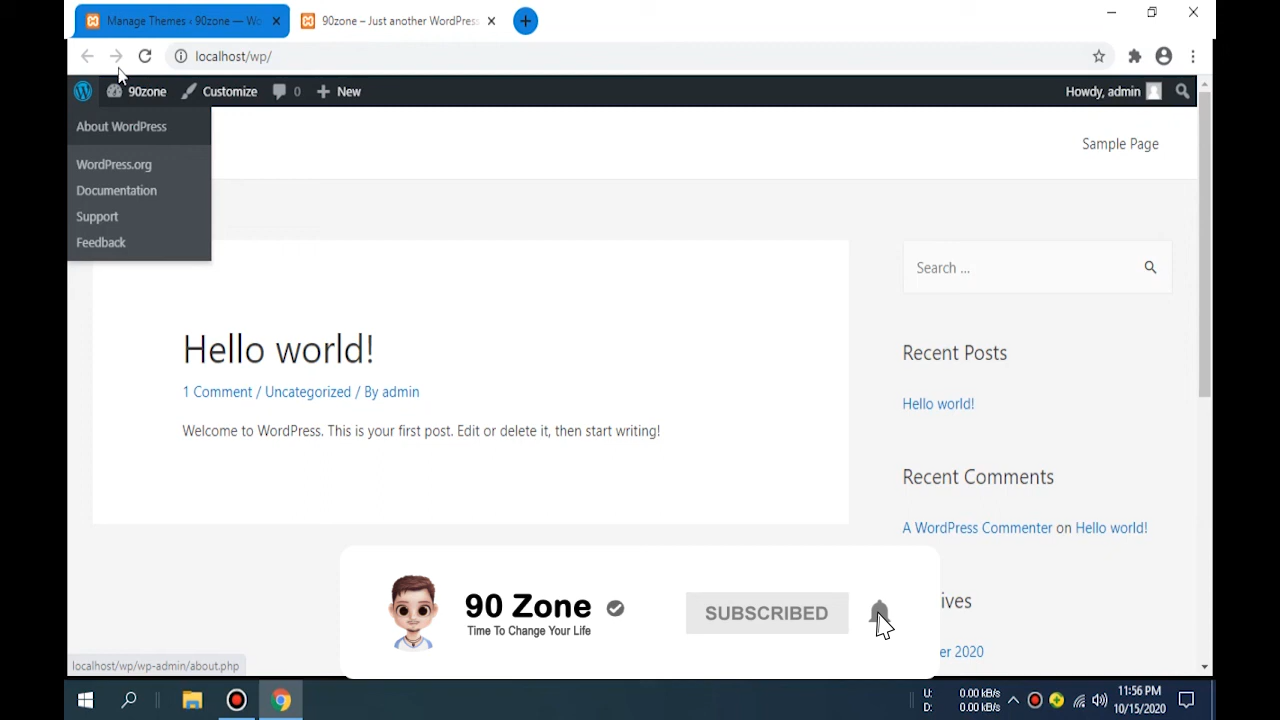 Manage Themes ‹ 90zone — Wo
90zone – Just another WordPress
localhost/wp/
90zone
Customize
0
New
Howdy, admin
About WordPress
WordPress.org
Documentation
Support
Feedback
Sample Page
Search ...
Hello world!
1 Comment / Uncategorized / By admin
Welcome to WordPress. This is your first post. Edit or delete it, then start writing!
Recent Posts
Hello world!
Recent Comments
A WordPress Commenter on Hello world!
ives
er 2020
90 Zone
Time To Change Your Life
SUBSCRIBED
localhost/wp/wp-admin/about.php
U: 0.00 kB/s
D: 0.00 kB/s
11:56 PM
10/15/2020